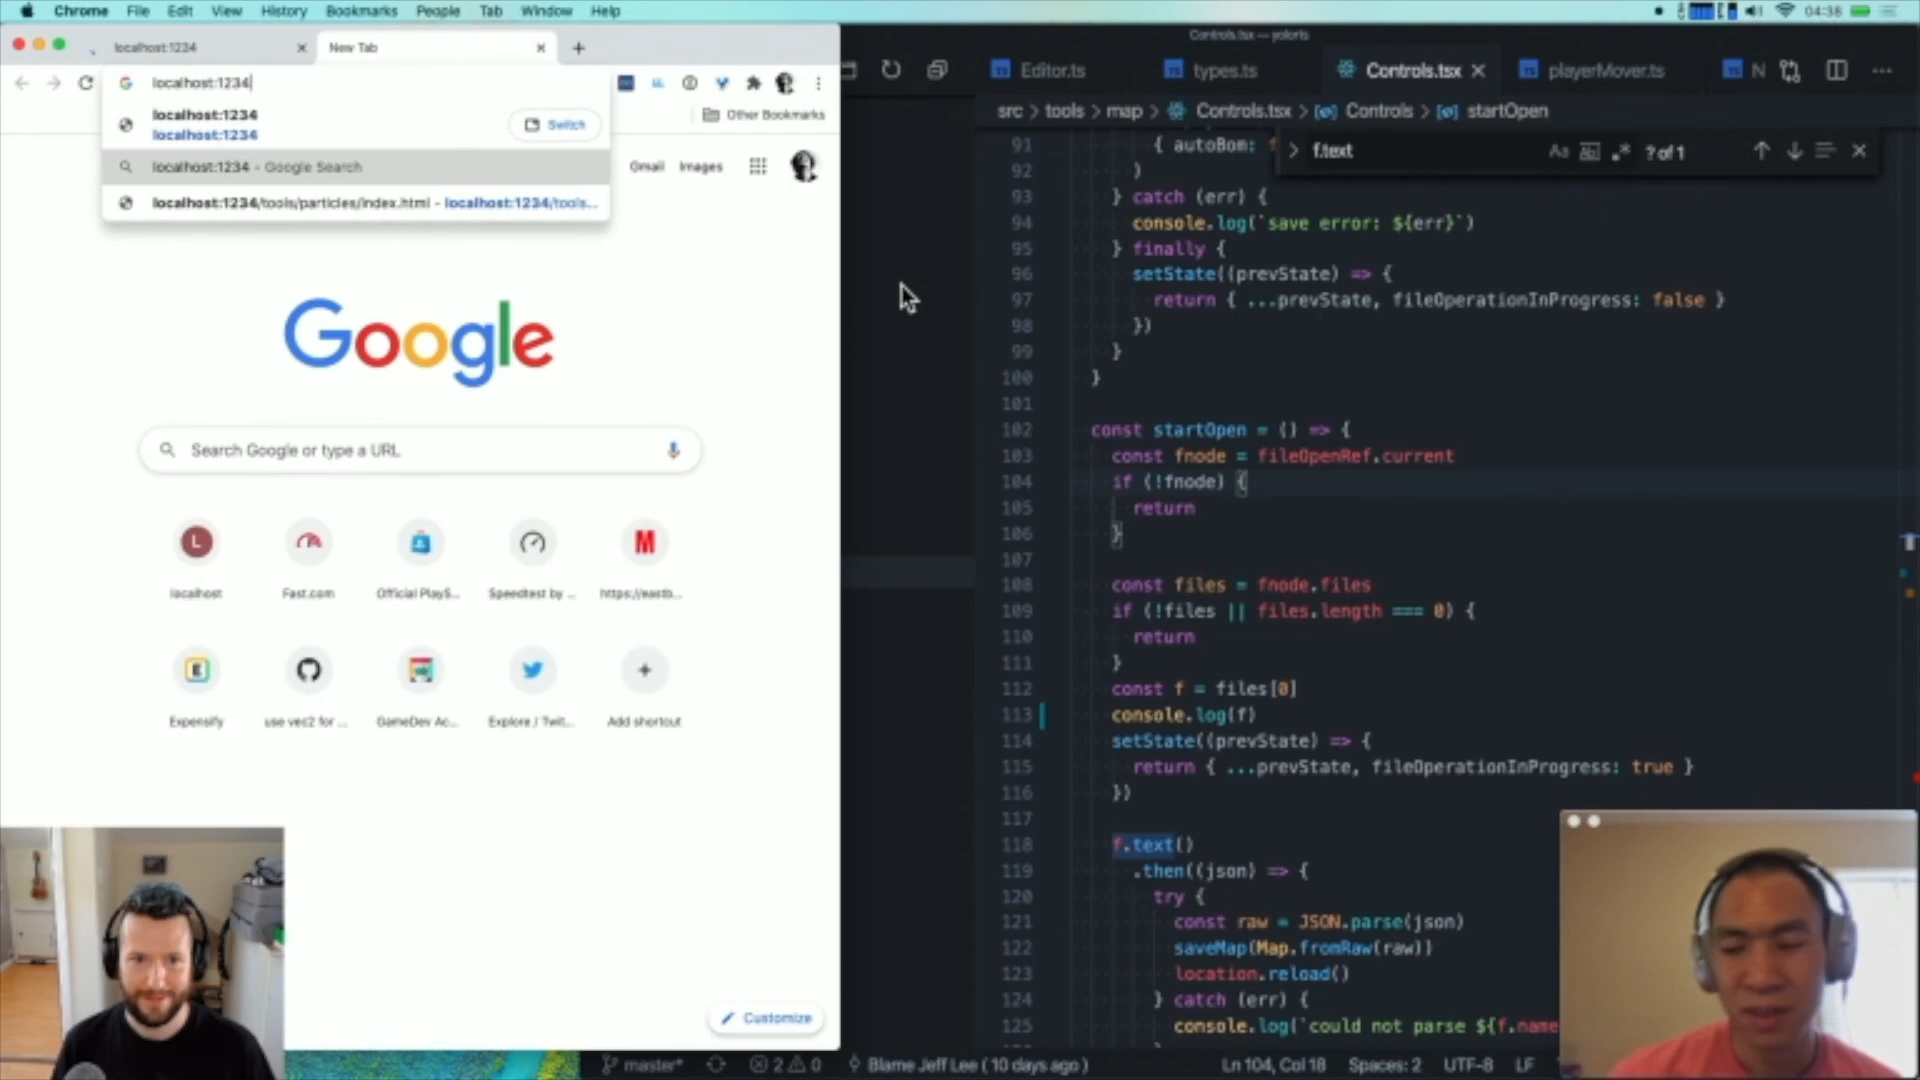 Chrome File Edit View History Bookmarks People Tab Window Help
04:38
localhost:1234
New Tab
localhost:1234
localhost:1234
localhost:1234
Switch
localhost:1234 - Google Search
localhost:1234/tools/particles/index.html - localhost:1234/tools...
Other Bookmarks
Gmail Images
Google
Search Google or type a URL
L
localhost
Fast.com
Official PlayS...
Speedtest by ...
https://eastb...
Expensify
use vec2 for ...
GameDev Ac...
Explore / Twit...
Add shortcut
Customize
Controls.tsx — yolorts
Editor.ts
types.ts
Controls.tsx
playerMover.ts
N
src > tools > map > Controls.tsx > Controls > startOpen
f.text
? of 1
91 { autoBom: f
92 )
93 } catch (err) {
94 console.log(`save error: ${err}`)
95 } finally {
96 setState((prevState) => {
97 return { ...prevState, fileOperationInProgress: false }
98 })
99 }
100 }
101
102 const startOpen = () => {
103 const fnode = fileOpenRef.current
104 if (!fnode) {
105 return
106 }
107
108 const files = fnode.files
109 if (!files || files.length === 0) {
110 return
111 }
112 const f = files[0]
113 console.log(f)
114 setState((prevState) => {
115 return { ...prevState, fileOperationInProgress: true }
116 })
117
118 f.text()
119 .then((json) => {
120 try {
121 const raw = JSON.parse(json)
122 saveMap(Map.fromRaw(raw))
123 location.reload()
124 } catch (err) {
125 console.log(`could not parse ${f.name
master* 2 0 Blame Jeff Lee ( 10 days ago ) Ln 104, Col 18 Spaces: 2 UTF-8 LF